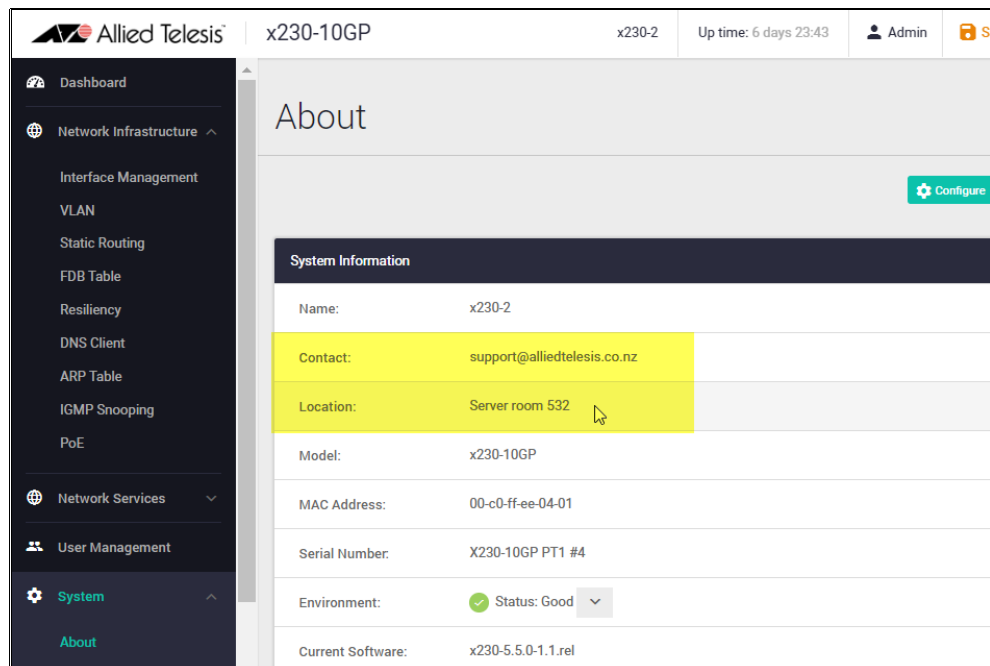 Allied Telesis x230-10GP x230-2 Up time: 6 days 23:43 Admin S
Dashboard
Network Infrastructure
Interface Management
VLAN
Static Routing
FDB Table
Resiliency
DNS Client
ARP Table
IGMP Snooping
PoE
Network Services
User Management
System
About
About
Configure
System Information
Name: x230-2
Contact: support@alliedtelesis.co.nz
Location: Server room 532
Model: x230-10GP
MAC Address: 00-c0-ff-ee-04-01
Serial Number: X230-10GP PT1 #4
Environment: Status: Good
Current Software: x230-5.5.0-1.1.rel